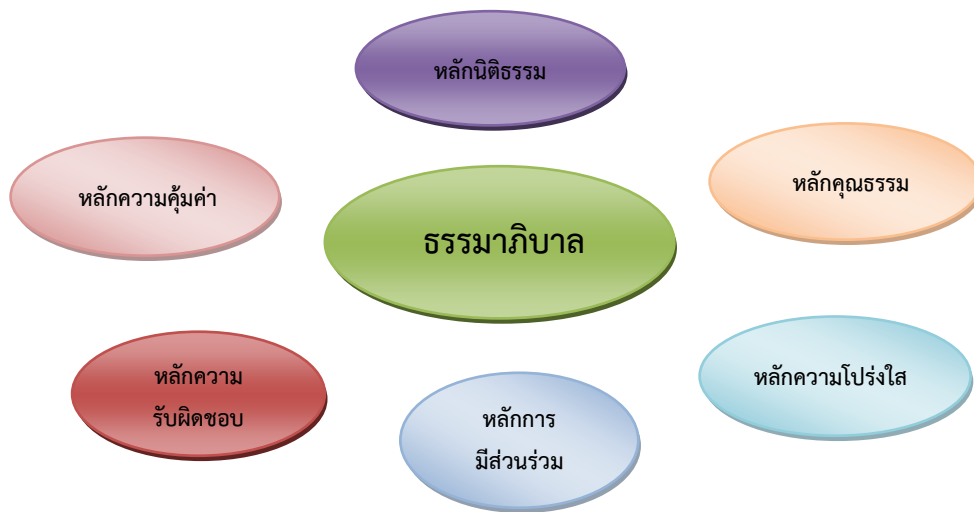 หลักนิติธรรม
หลักความคุ้มค่า
หลักคุณธรรม
ธรรมาภิบาล
หลักความ
รับผิดชอบ
หลักการ
มีส่วนร่วม
หลักความโปร่งใส